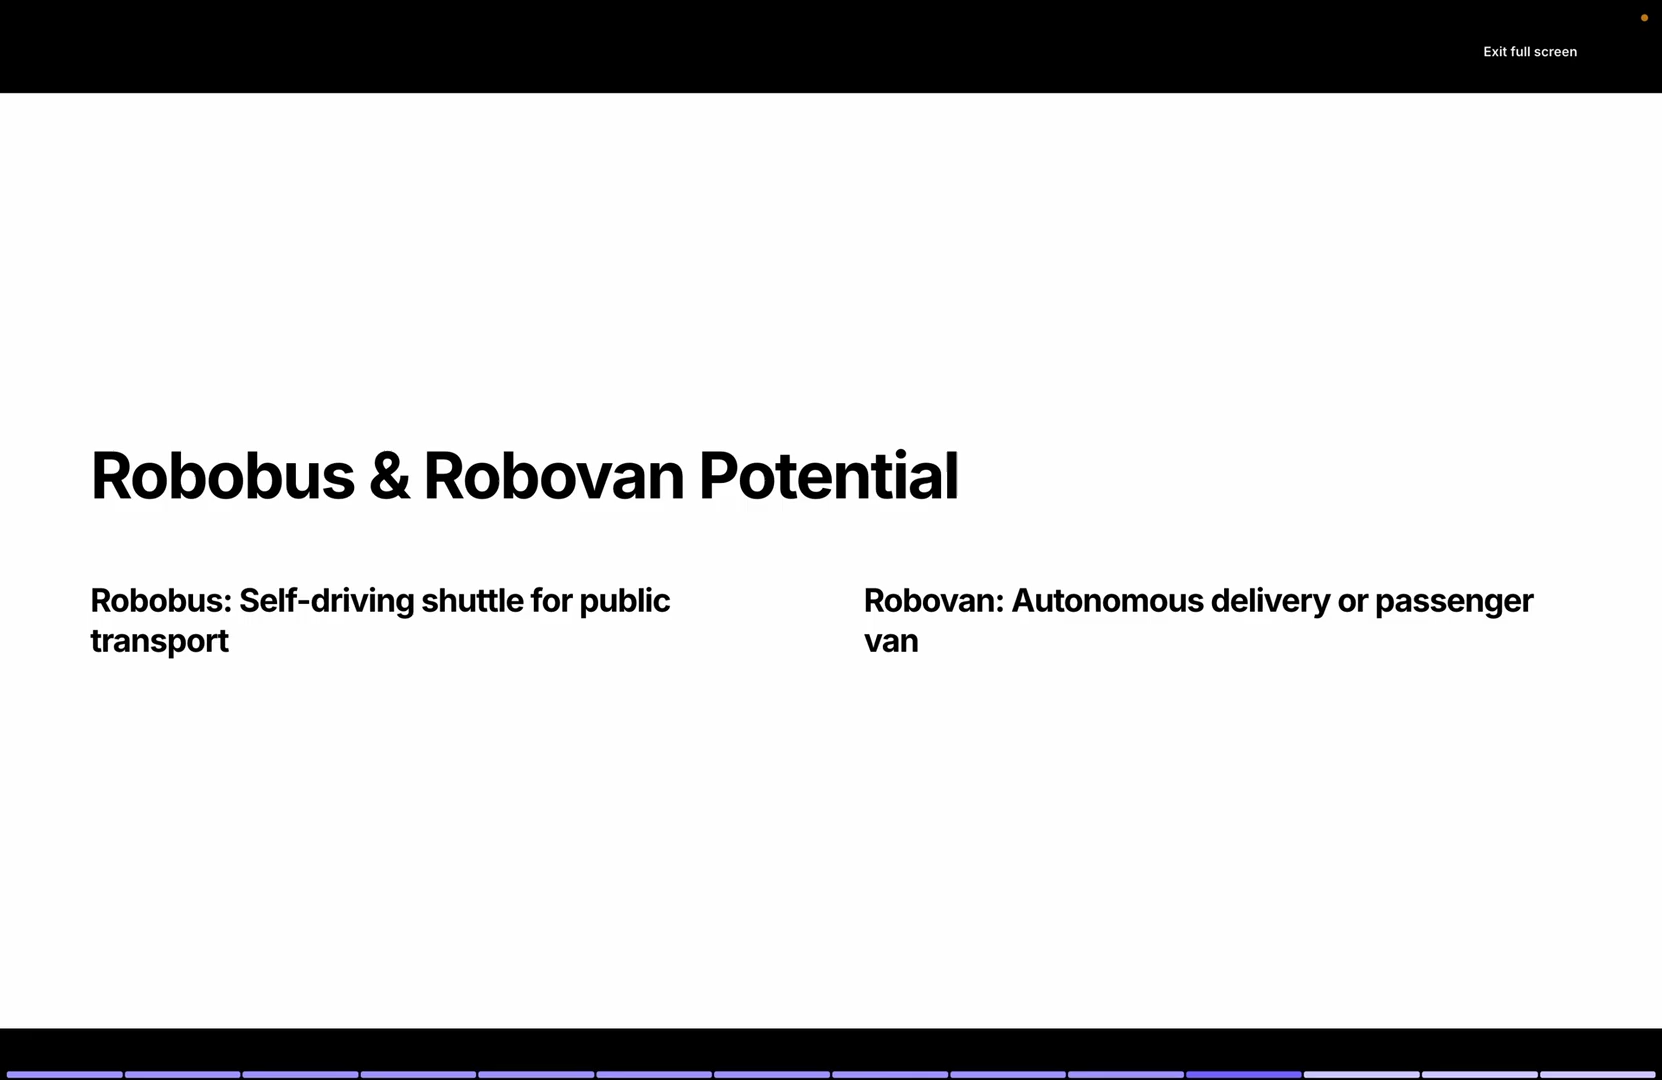 Exit full screen
Robobus & Robovan Potential
Robobus: Self-driving shuttle for public
transport
Robovan: Autonomous delivery or passenger
van